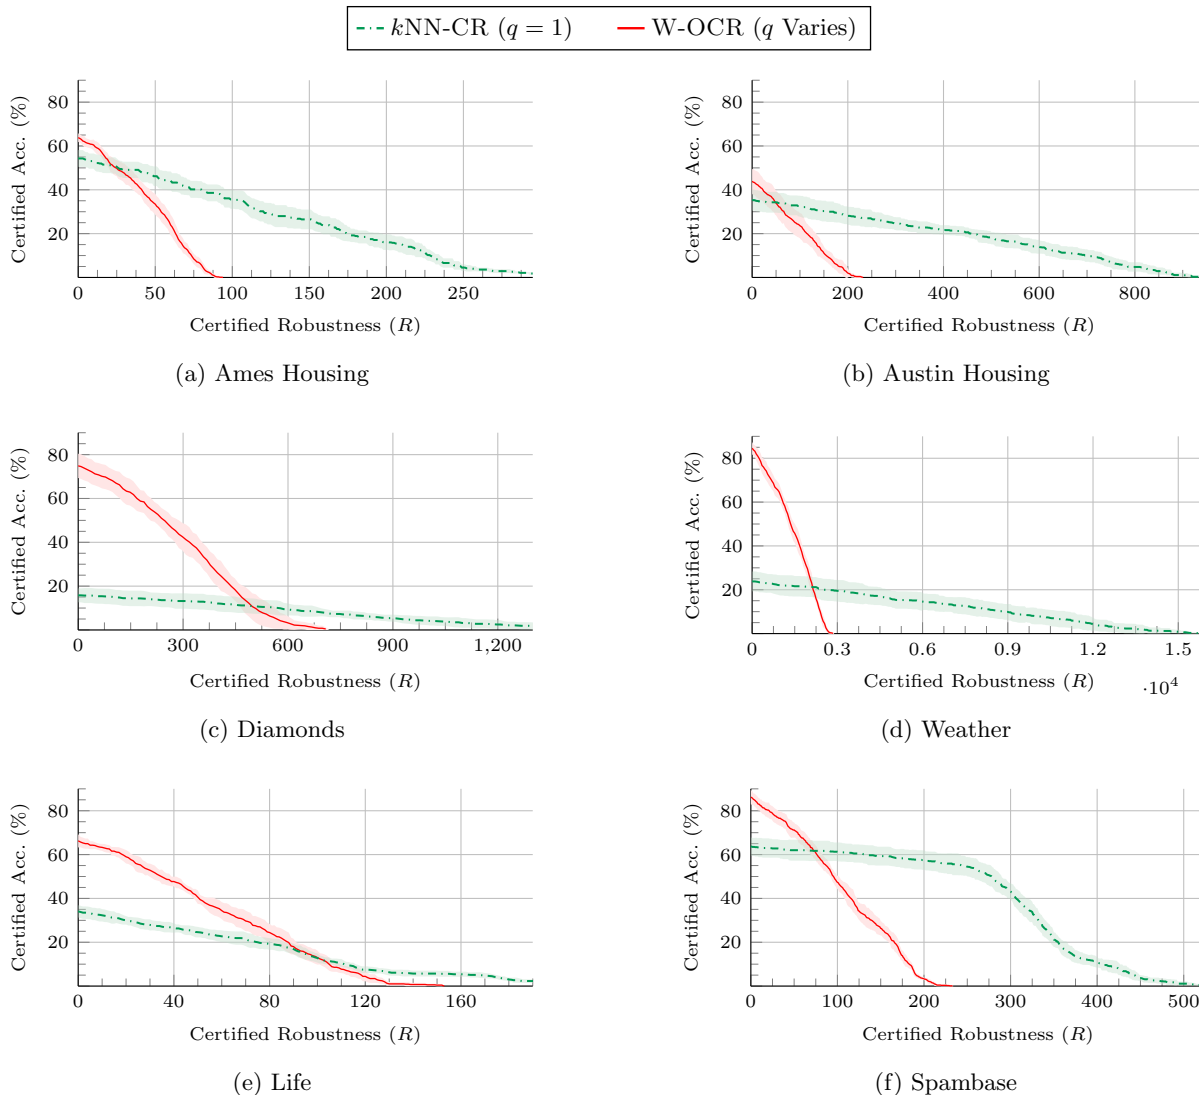 kNN-CR (q = 1) W-OCR (q Varies)
80
60
40
20
Certified Acc. (%)
0 50 100 150 200 250
Certified Robustness (R)
(a) Ames Housing
80
60
40
20
Certified Acc. (%)
0 200 400 600 800
Certified Robustness (R)
(b) Austin Housing
80
60
40
20
Certified Acc. (%)
0 300 600 900 1,200
Certified Robustness (R)
(c) Diamonds
80
60
40
20
Certified Acc. (%)
0 0.3 0.6 0.9 1.2 1.5
·10⁴
Certified Robustness (R)
(d) Weather
80
60
40
20
Certified Acc. (%)
0 40 80 120 160
Certified Robustness (R)
(e) Life
80
60
40
20
Certified Acc. (%)
0 100 200 300 400 500
Certified Robustness (R)
(f) Spambase